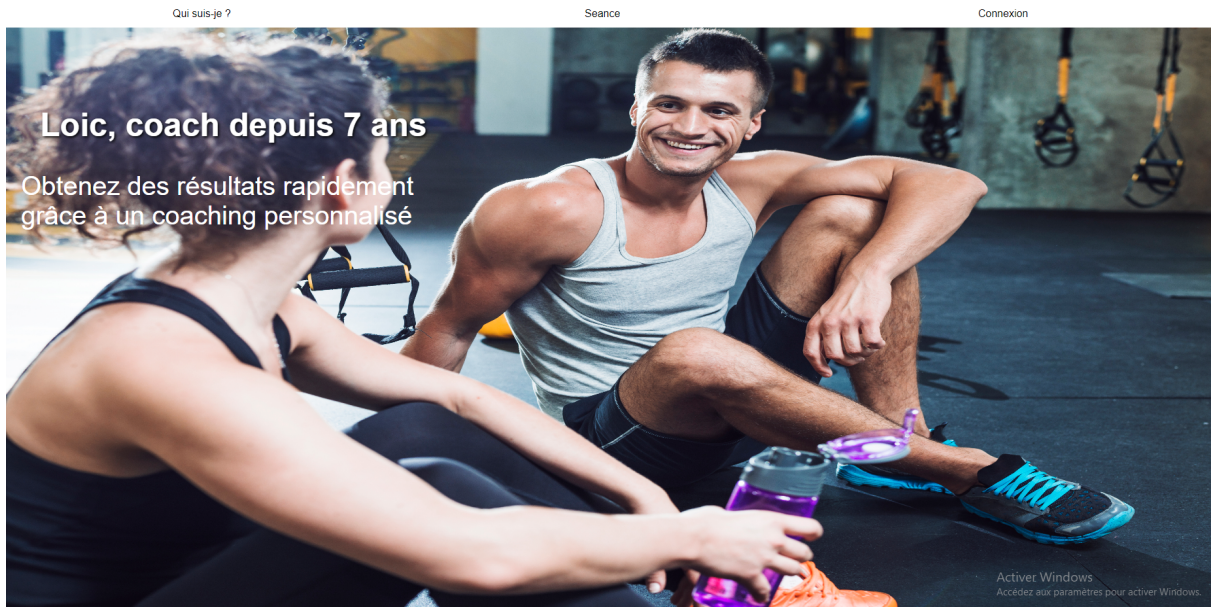 Qui suis-je ?
Seance
Connexion
Loic, coach depuis 7 ans
Obtenez des résultats rapidement
grâce à un coaching personnalisé
Activer Windows
Accédez aux paramètres pour activer Windows.